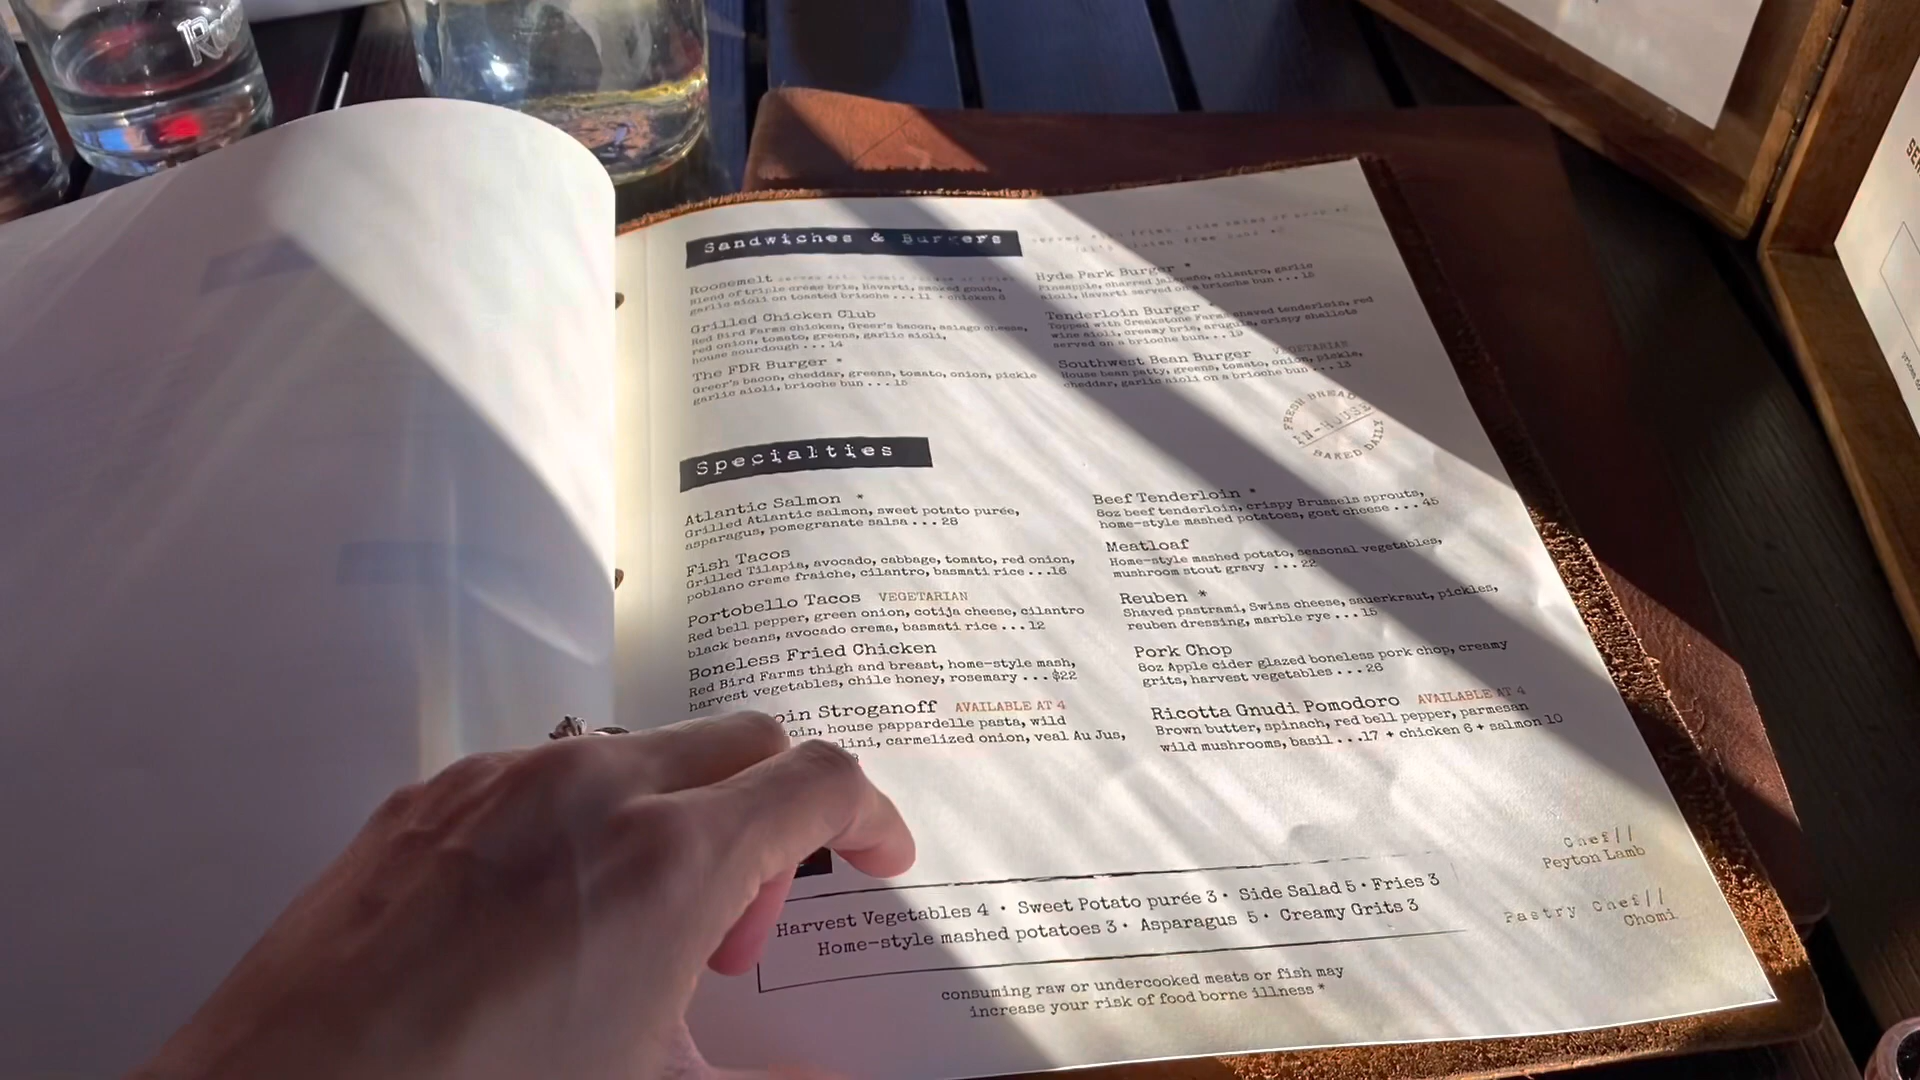 Sandwiches & Burgers
Roosemelt
Blend of triple crème brie, Havarti, smoked gouda,
garlic aioli on toasted brioche ... 11 + chicken 6
Grilled Chicken Club
Red Bird Farms chicken, Greer's bacon, asiago cheese,
red onion, tomato, greens, garlic aioli,
house sourdough ... 14
The FDR Burger *
Greer's bacon, cheddar, greens, tomato, onion, pickle
garlic aioli, brioche bun ... 15
Hyde Park Burger *
Pineapple, charred jalapeño, cilantro, garlic
aioli, Havarti served on a brioche bun ... 15
Tenderloin Burger
Topped with Creekstone Farms shaved tenderloin, red
wine aioli, creamy brie, arugula, crispy shallots
served on a brioche bun... 19
Southwest Bean Burger VEGETARIAN
House bean patty, greens, tomato, onion, pickle,
cheddar, garlic aioli on a brioche bun ... 13
FRESH BREAD
IN-HOUSE
BAKED DAILY
Specialties
Atlantic Salmon *
Grilled Atlantic salmon, sweet potato purée,
asparagus, pomegranate salsa ... 28
Fish Tacos
Grilled Tilapia, avocado, cabbage, tomato, red onion,
poblano creme fraiche, cilantro, basmati rice ...16
Portobello Tacos VEGETARIAN
Red bell pepper, green onion, cotija cheese, cilantro
black beans, avocado crema, basmati rice ... 12
Boneless Fried Chicken
Red Bird Farms thigh and breast, home-style mash,
harvest vegetables, chile honey, rosemary ... $22
oin Stroganoff AVAILABLE AT 4
oin, house pappardelle pasta, wild
lini, carmelized onion, veal Au Jus,
Beef Tenderloin *
8oz beef tenderloin, crispy Brussels sprouts,
home-style mashed potatoes, goat cheese ... 45
Meatloaf
Home-style mashed potato, seasonal vegetables,
mushroom stout gravy ... 22
Reuben *
Shaved pastrami, Swiss cheese, sauerkraut, pickles,
reuben dressing, marble rye ... 15
Pork Chop
8oz Apple cider glazed boneless pork chop, creamy
grits, harvest vegetables ... 26
Ricotta Gnudi Pomodoro AVAILABLE AT 4
Brown butter, spinach, red bell pepper, parmesan
wild mushrooms, basil ...17 + chicken 6 + salmon 10
Chef//
Peyton Lamb
Pastry Chef//
Chomi
Harvest Vegetables 4 · Sweet Potato purée 3 · Side Salad 5 · Fries 3
Home-style mashed potatoes 3 · Asparagus 5 · Creamy Grits 3
consuming raw or undercooked meats or fish may
increase your risk of food borne illness *